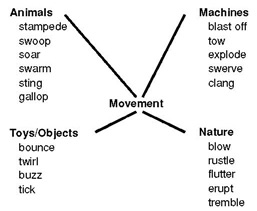 Animals
stampede
swoop
soar
swarm
sting
gallop
Machines
blast off
tow
explode
swerve
clang
Movement
Toys/Objects
bounce
twirl
buzz
tick
Nature
blow
rustle
flutter
erupt
tremble